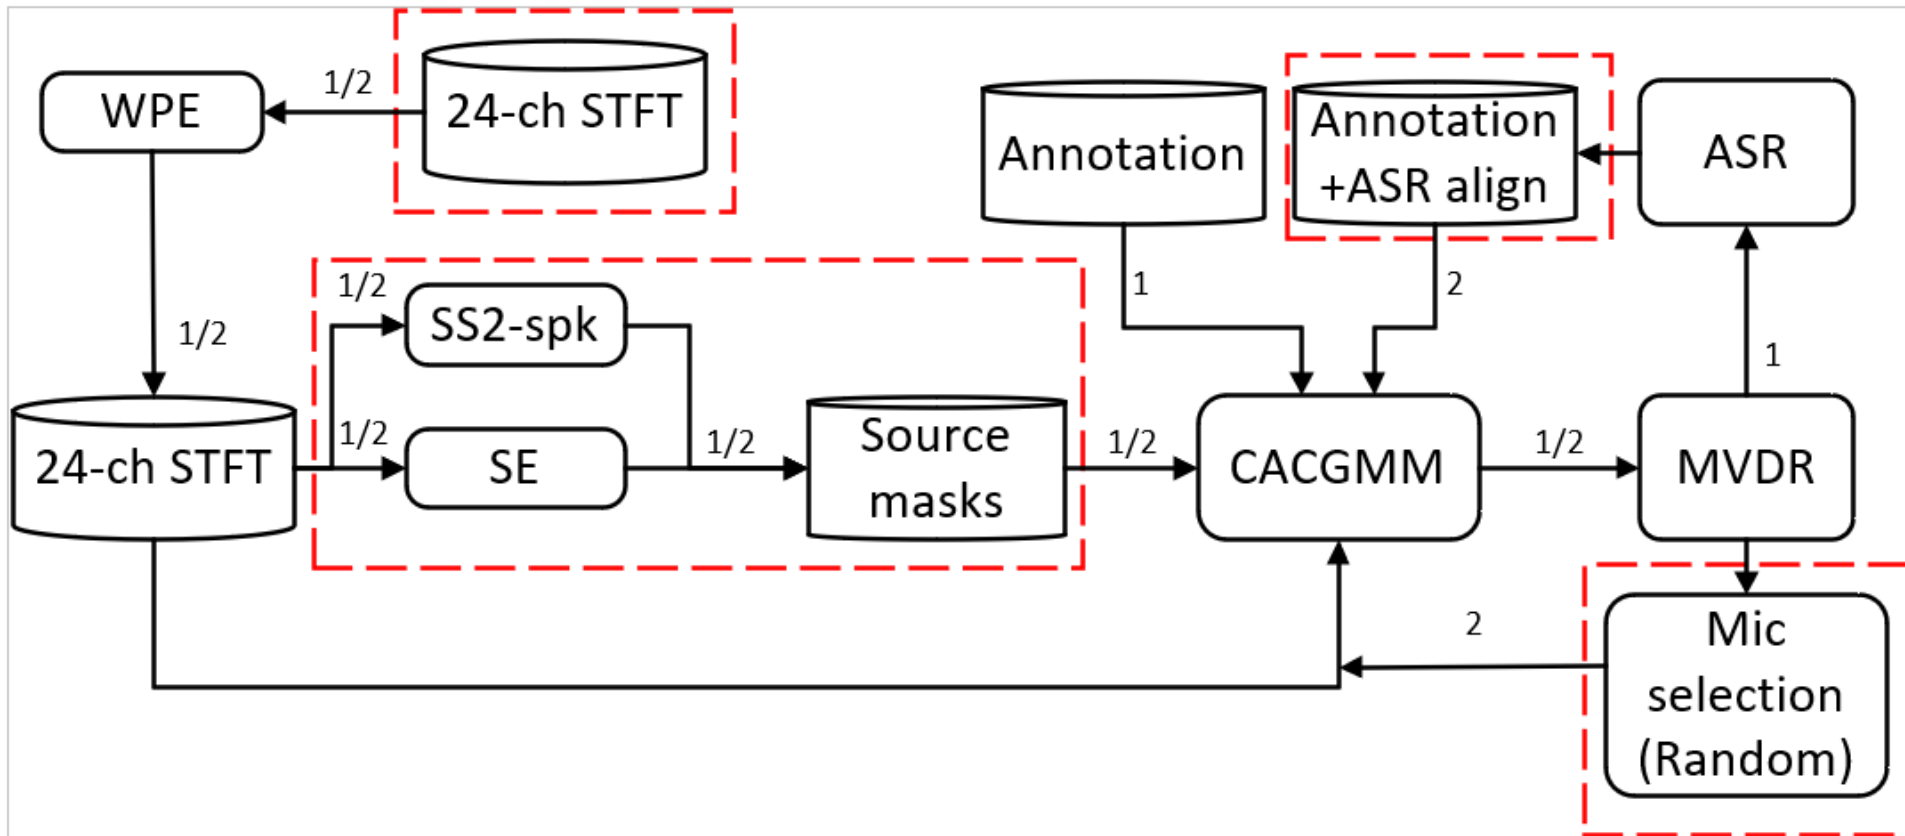 1/2
WPE
24-ch STFT
Annotation
Annotation
+ASR align
ASR
1/2
1/2
SS2-spk
1
2
1
1/2
1/2
1/2
1/2
24-ch STFT
SE
Source
masks
CACGMM
MVDR
2
Mic
selection
(Random)